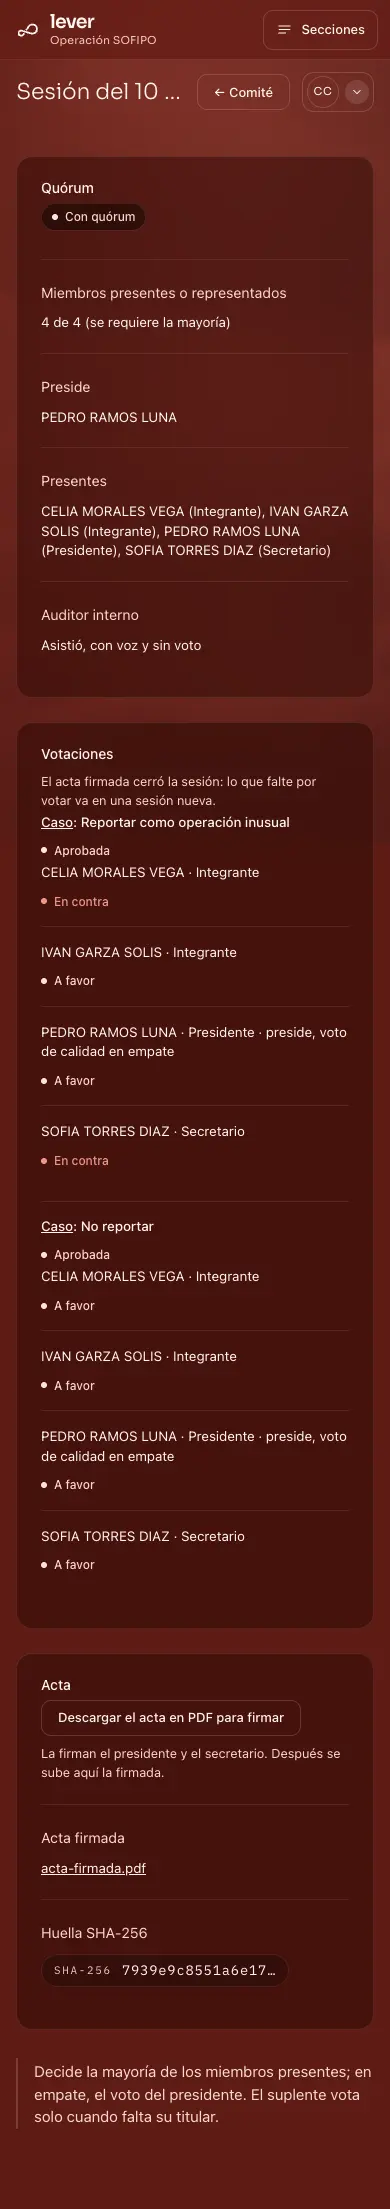 lever
Operación SOFIPO
Secciones
Sesión del 10 ...
← Comité
CC
Quórum
Con quórum
Miembros presentes o representados
4 de 4 (se requiere la mayoría)
Preside
PEDRO RAMOS LUNA
Presentes
CELIA MORALES VEGA (Integrante), IVAN GARZA
SOLIS (Integrante), PEDRO RAMOS LUNA
(Presidente), SOFIA TORRES DIAZ (Secretario)
Auditor interno
Asistió, con voz y sin voto
Votaciones
El acta firmada cerró la sesión: lo que falte por
votar va en una sesión nueva.
Caso: Reportar como operación inusual
Aprobada
CELIA MORALES VEGA · Integrante
En contra
IVAN GARZA SOLIS · Integrante
A favor
PEDRO RAMOS LUNA · Presidente · preside, voto
de calidad en empate
A favor
SOFIA TORRES DIAZ · Secretario
En contra
Caso: No reportar
Aprobada
CELIA MORALES VEGA · Integrante
A favor
IVAN GARZA SOLIS · Integrante
A favor
PEDRO RAMOS LUNA · Presidente · preside, voto
de calidad en empate
A favor
SOFIA TORRES DIAZ · Secretario
A favor
Acta
Descargar el acta en PDF para firmar
La firman el presidente y el secretario. Después se
sube aquí la firmada.
Acta firmada
acta-firmada.pdf
Huella SHA-256
SHA-256 7939e9c8551a6e17…
Decide la mayoría de los miembros presentes; en
empate, el voto del presidente. El suplente vota
solo cuando falta su titular.